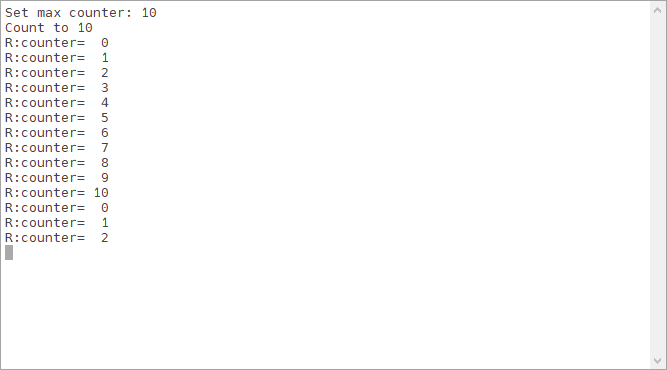 Set max counter: 10
Count to 10
R:counter=  0
R:counter=  1
R:counter=  2
R:counter=  3
R:counter=  4
R:counter=  5
R:counter=  6
R:counter=  7
R:counter=  8
R:counter=  9
R:counter= 10
R:counter=  0
R:counter=  1
R:counter=  2